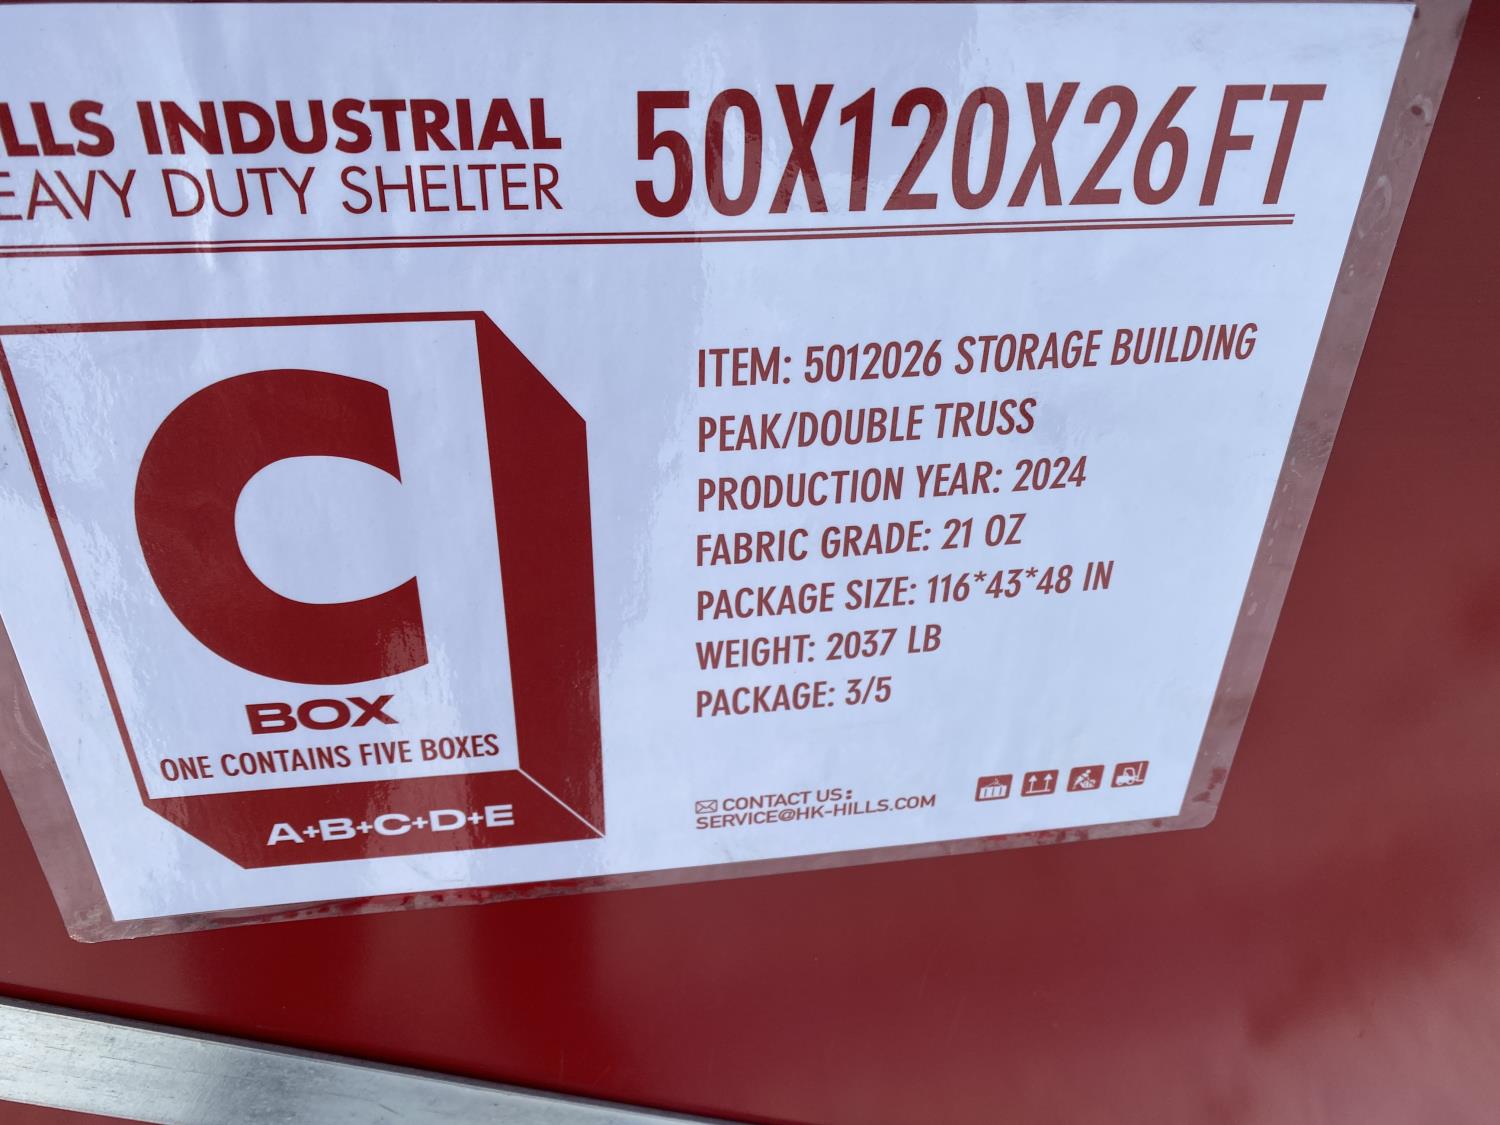 ILLS INDUSTRIAL
EAVY DUTY SHELTER
50X120X26FT
C
BOX
ONE CONTAINS FIVE BOXES
A+B+C+D+E
ITEM: 5012026 STORAGE BUILDING
PEAK/DOUBLE TRUSS
PRODUCTION YEAR: 2024
FABRIC GRADE: 21 OZ
PACKAGE SIZE: 116*43*48 IN
WEIGHT: 2037 LB
PACKAGE: 3/5
CONTACT US:
SERVICE@HK-HILLS.COM